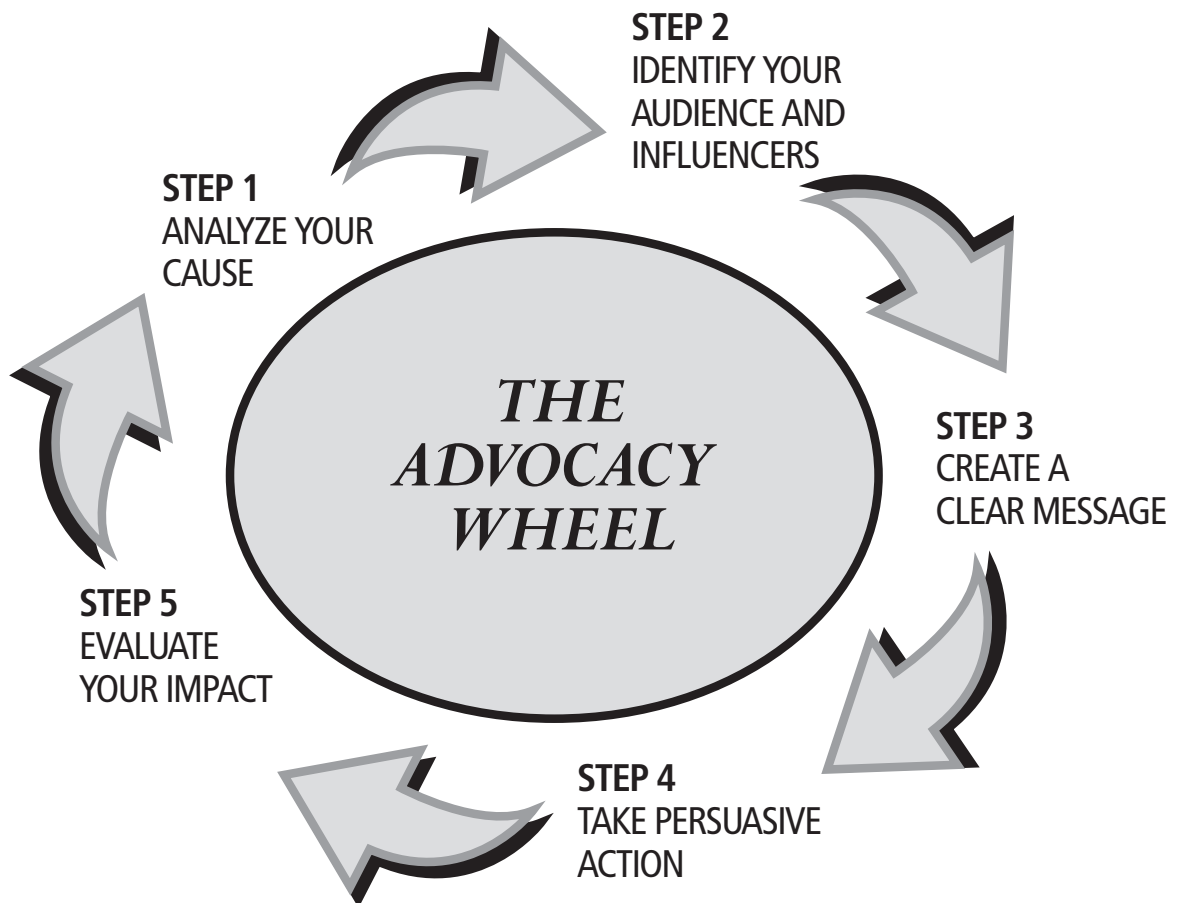 THE
ADVOCACY
WHEEL
STEP 1
ANALYZE YOUR
CAUSE
STEP 2
IDENTIFY YOUR
AUDIENCE AND
INFLUENCERS
STEP 3
CREATE A
CLEAR MESSAGE
STEP 4
TAKE PERSUASIVE
ACTION
STEP 5
EVALUATE
YOUR IMPACT